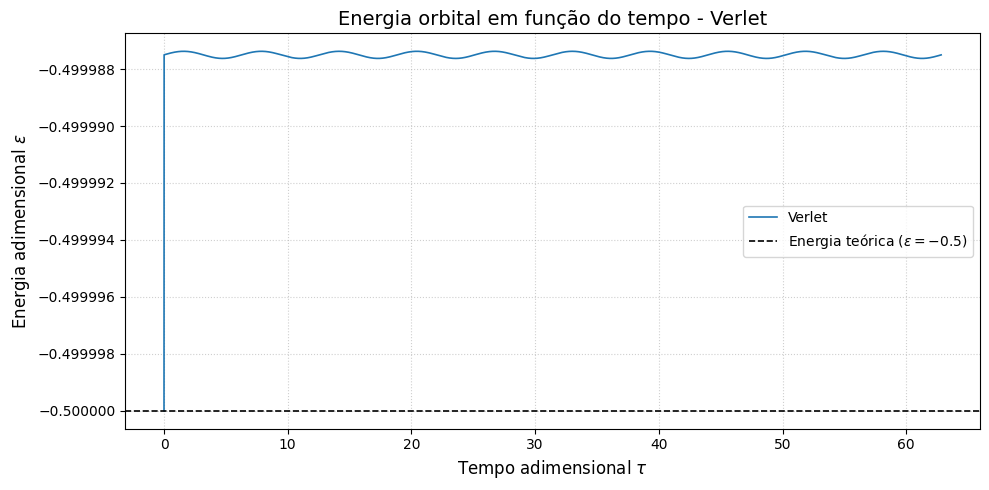 Energia orbital em função do tempo - Verlet
Energia adimensional ε
−0.499988
−0.499990
−0.499992
−0.499994
−0.499996
−0.499998
−0.500000
Verlet
Energia teórica (ε = −0.5)
0 10 20 30 40 50 60
Tempo adimensional τ